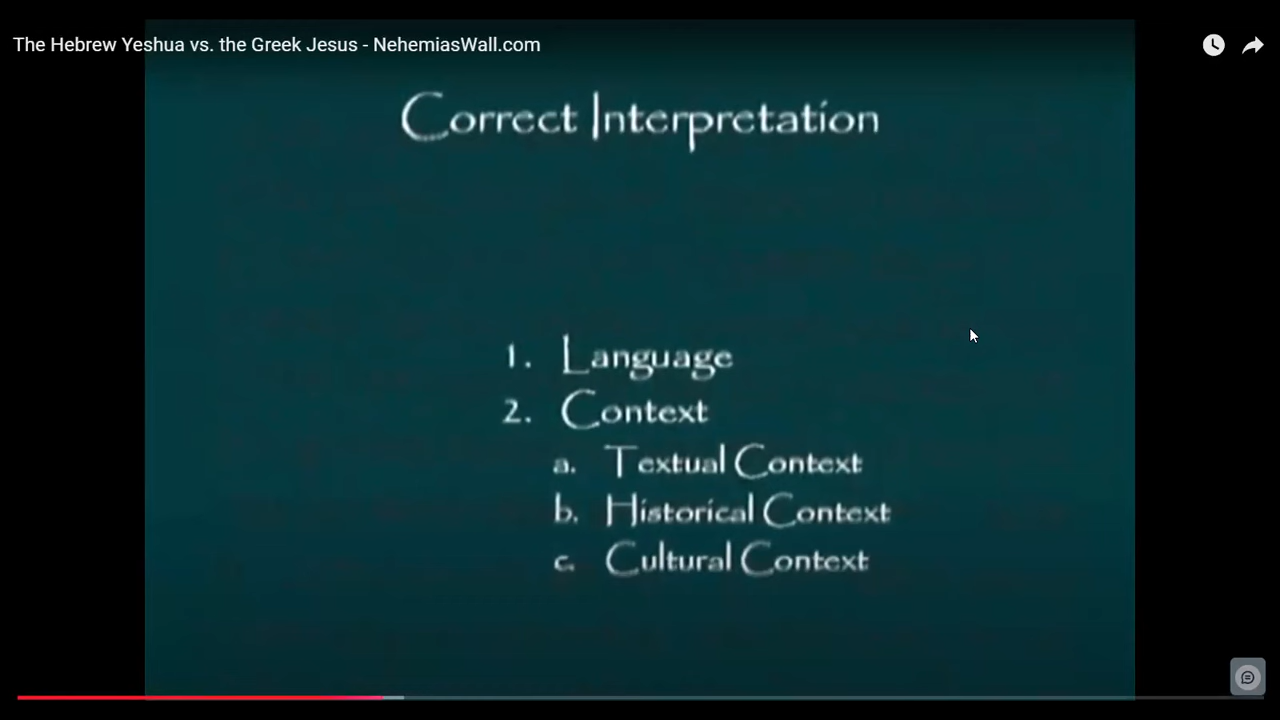 The Hebrew Yeshua vs. the Greek Jesus - NehemiasWall.com
Correct Interpretation
1. Language
2. Context
a. Textual Context
b. Historical Context
c. Cultural Context